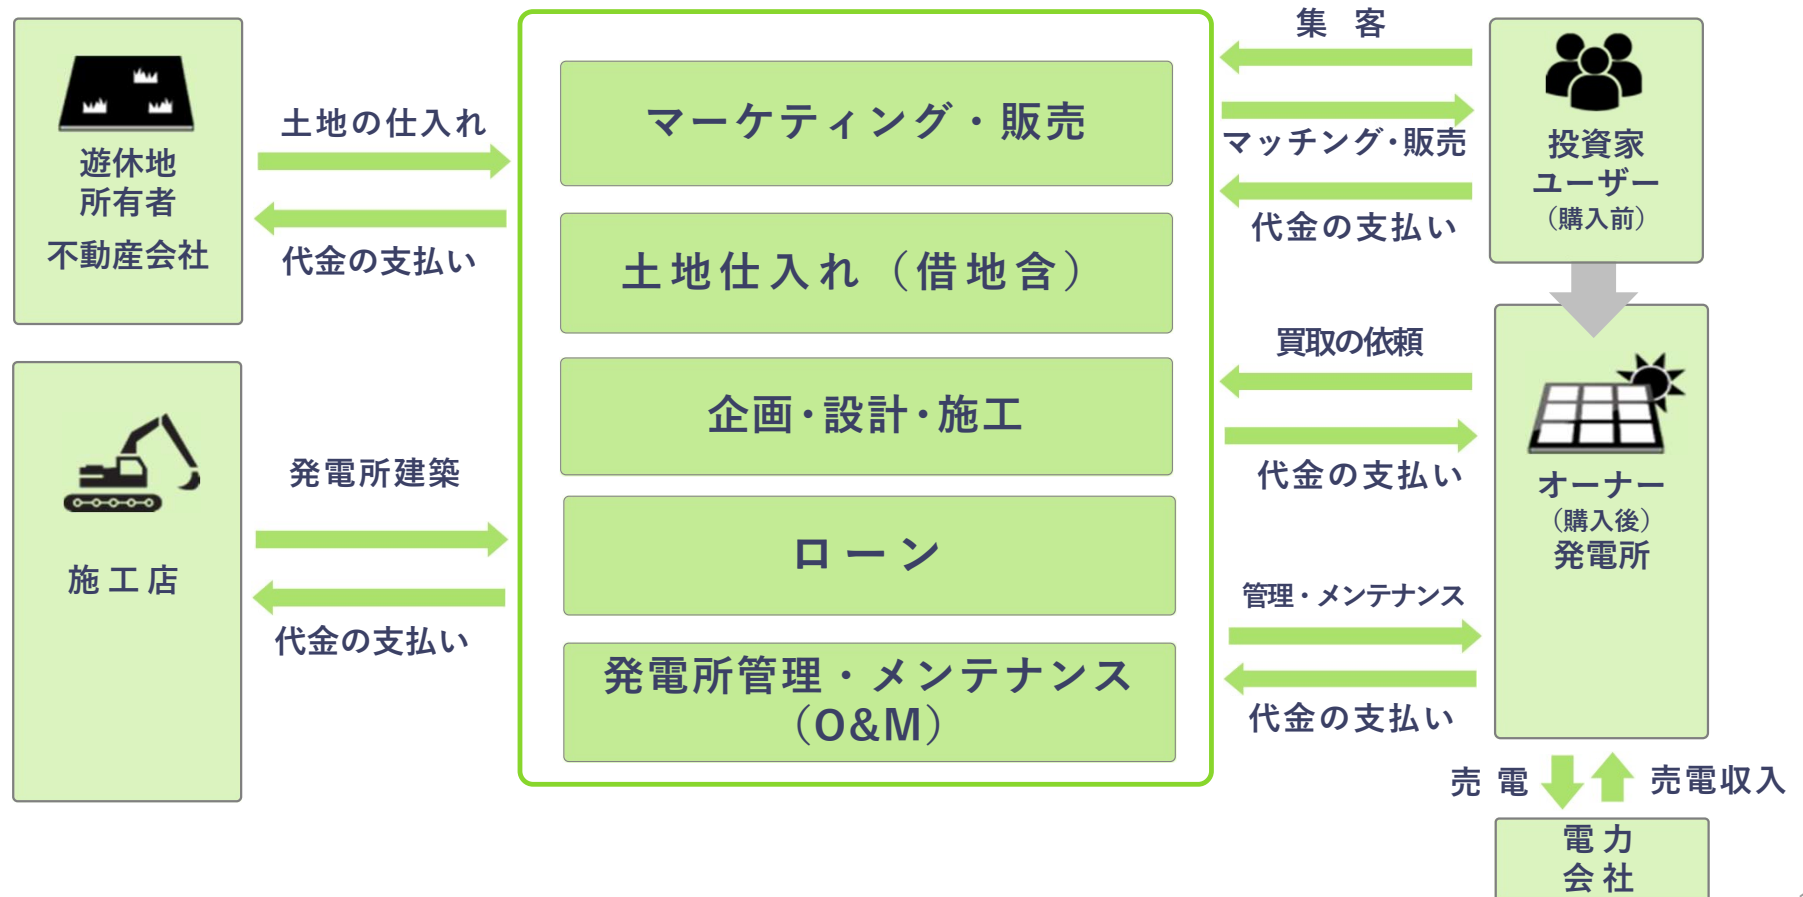 遊休地
所有者
不動産会社
土地の仕入れ
代金の支払い
施工店
発電所建築
代金の支払い
マーケティング・販売
土地仕入れ（借地含）
企画・設計・施工
ローン
発電所管理・メンテナンス
（O&M）
集 客
マッチング・販売
代金の支払い
投資家
ユーザー
（購入前）
買取の依頼
代金の支払い
管理・メンテナンス
代金の支払い
オーナー
（購入後）
発電所
売 電
売電収入
電力
会社